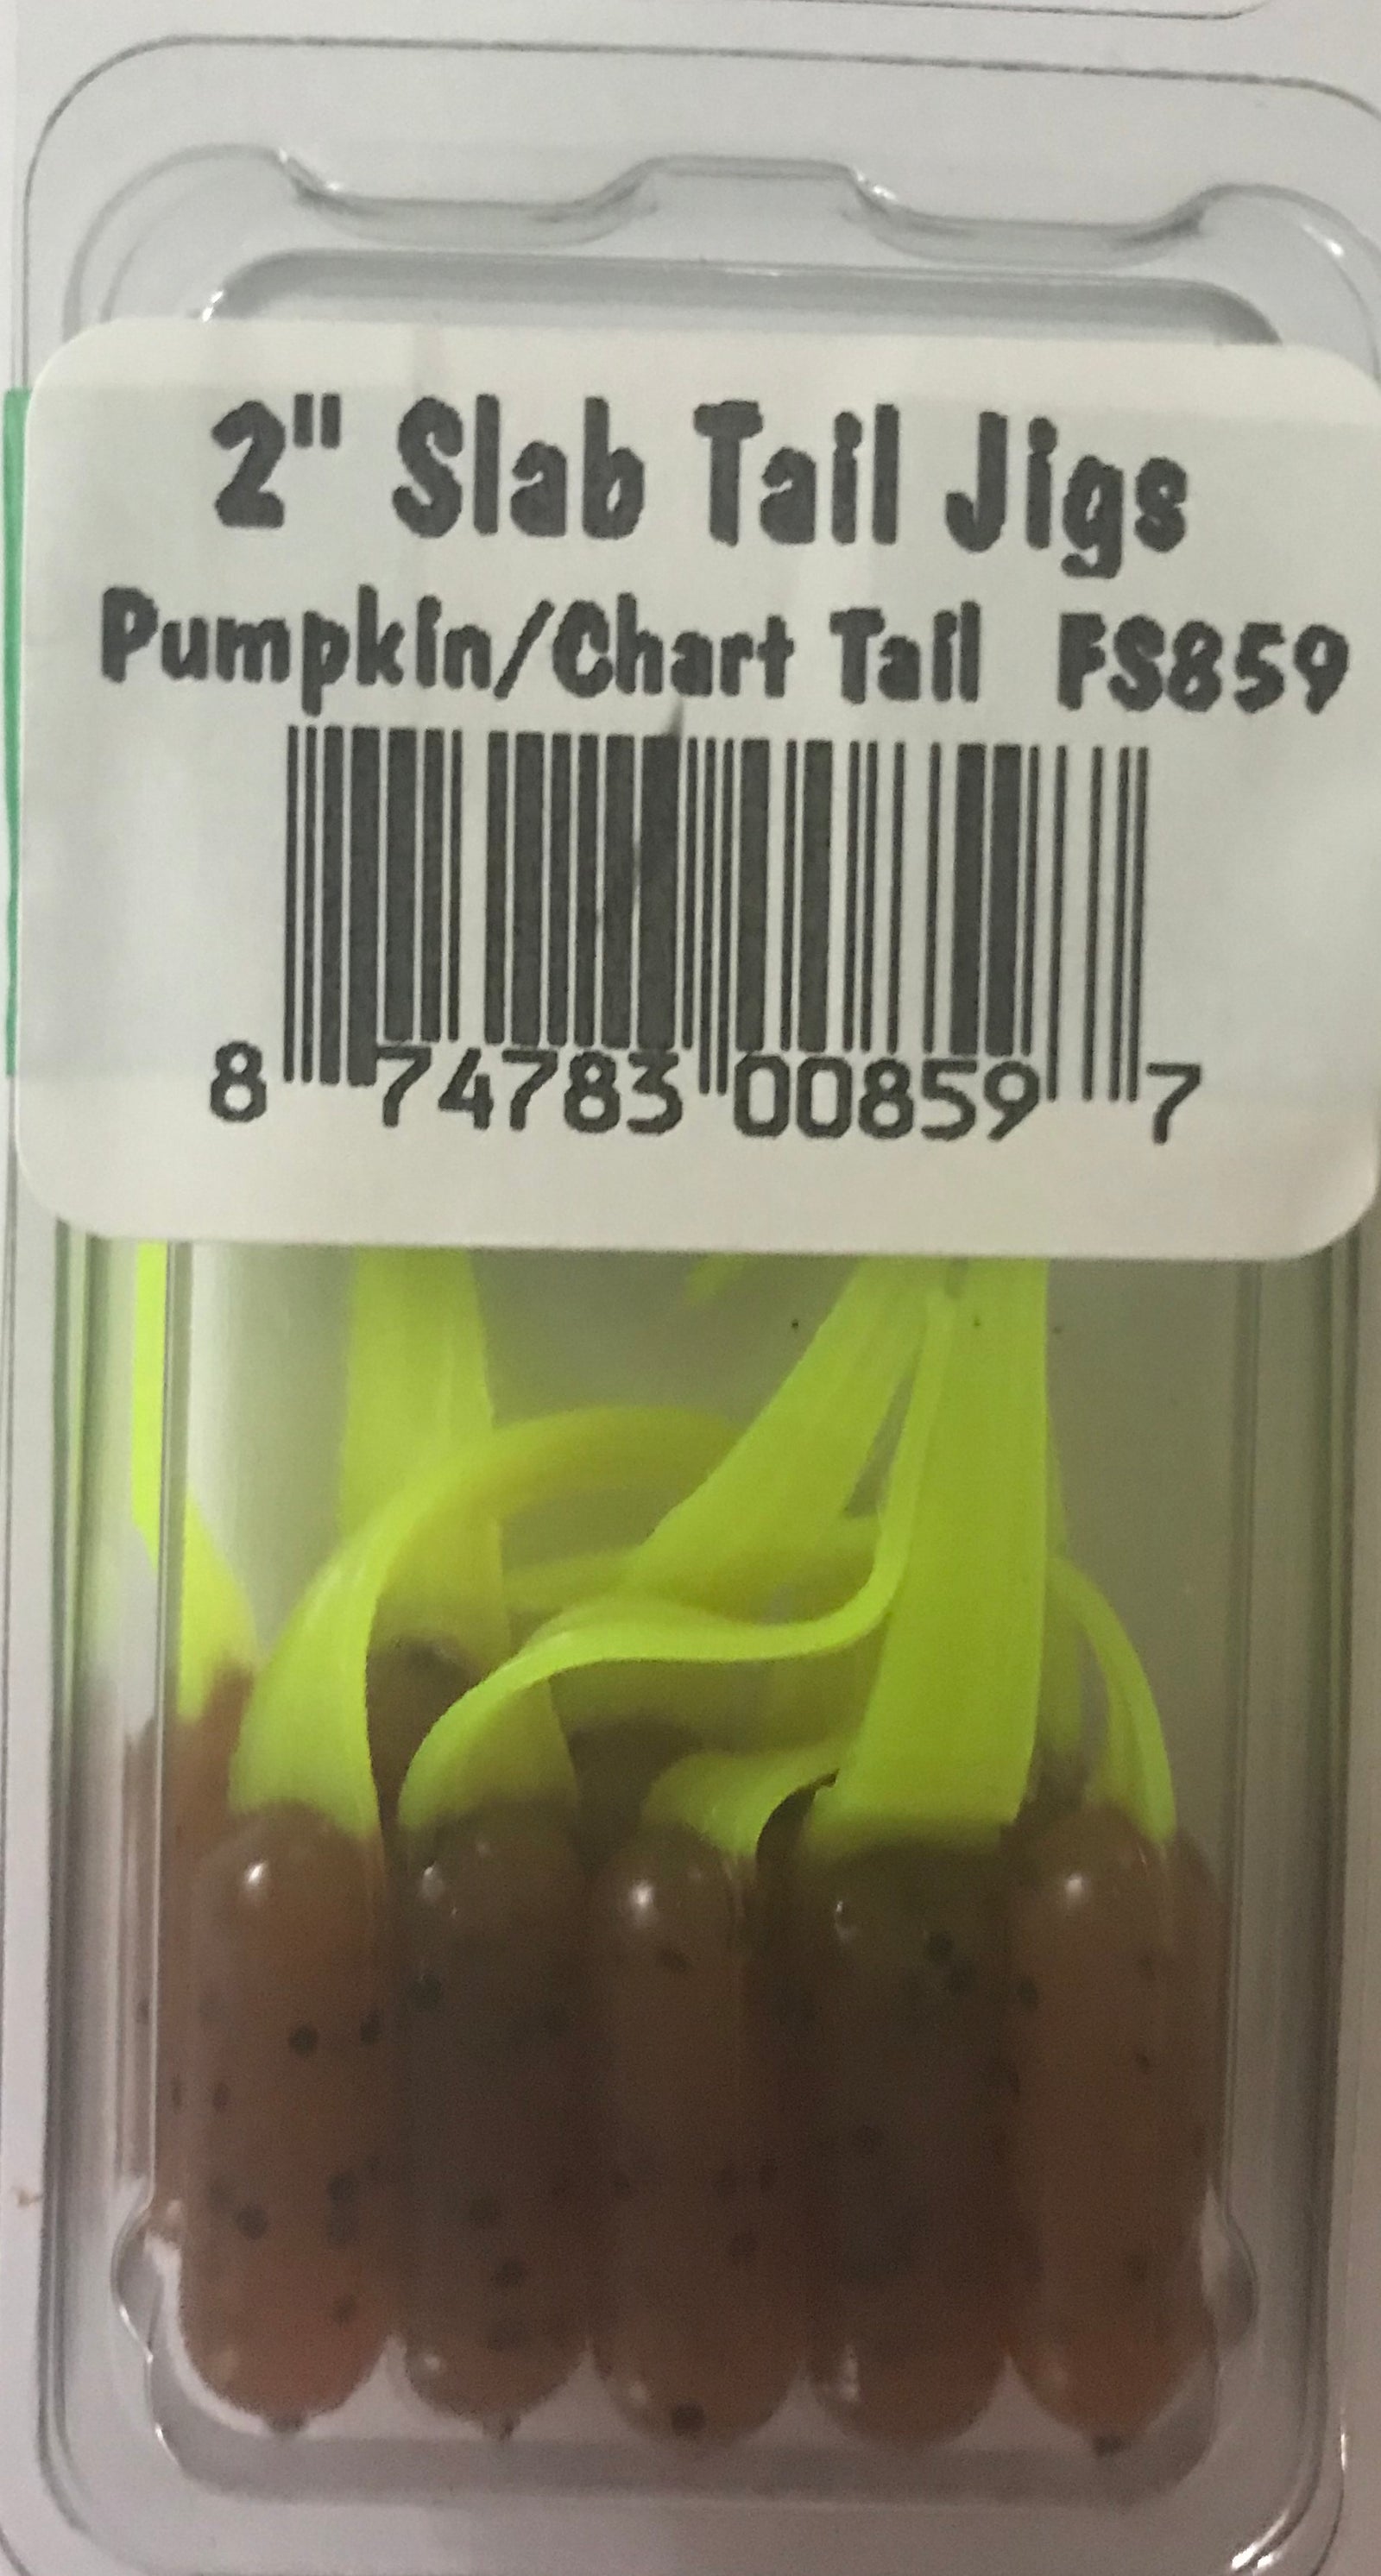 2" Slab Tail Jigs
Pumpkin/Chart Tail FS859
8 74783 00859 7